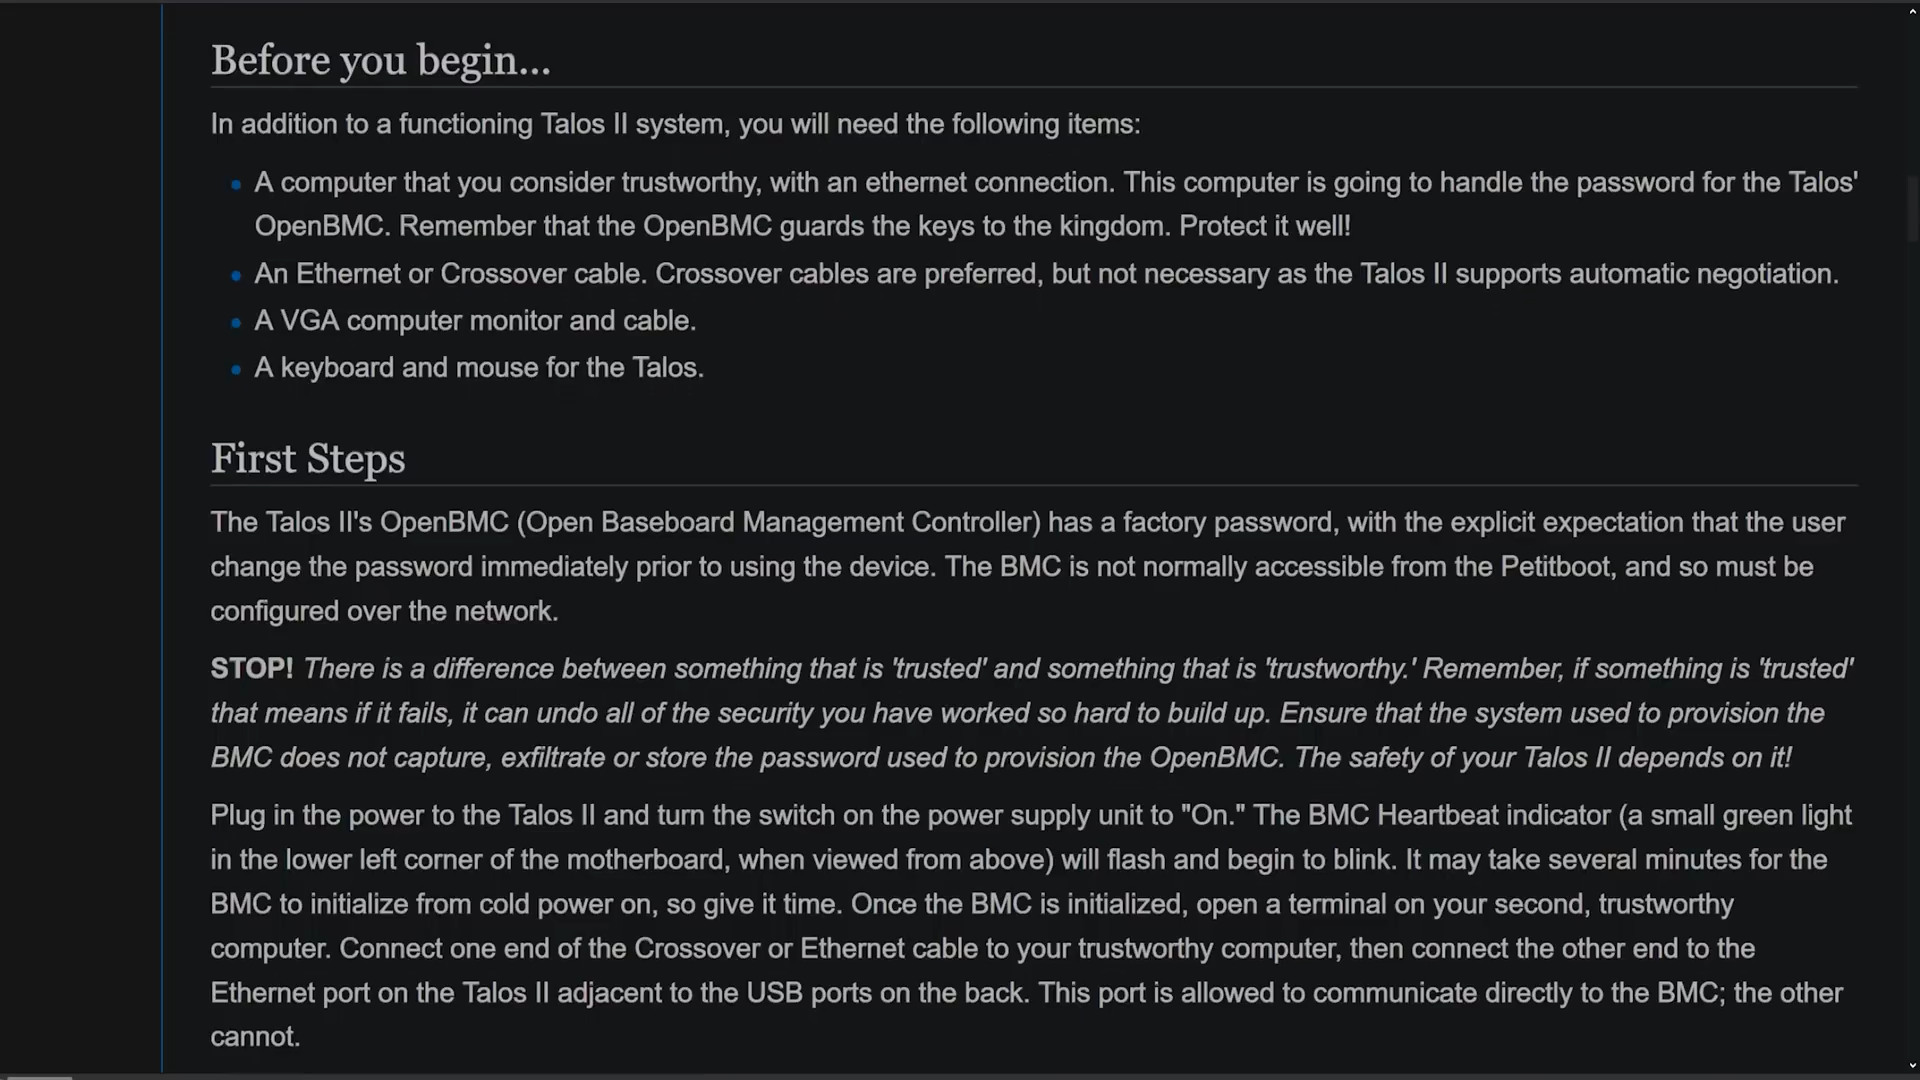 Before you begin...
In addition to a functioning Talos II system, you will need the following items:
A computer that you consider trustworthy, with an ethernet connection. This computer is going to handle the password for the Talos'
OpenBMC. Remember that the OpenBMC guards the keys to the kingdom. Protect it well!
An Ethernet or Crossover cable. Crossover cables are preferred, but not necessary as the Talos II supports automatic negotiation.
A VGA computer monitor and cable.
A keyboard and mouse for the Talos.
First Steps
The Talos II's OpenBMC (Open Baseboard Management Controller) has a factory password, with the explicit expectation that the user
change the password immediately prior to using the device. The BMC is not normally accessible from the Petitboot, and so must be
configured over the network.
STOP! There is a difference between something that is 'trusted' and something that is 'trustworthy.' Remember, if something is 'trusted'
that means if it fails, it can undo all of the security you have worked so hard to build up. Ensure that the system used to provision the
BMC does not capture, exfiltrate or store the password used to provision the OpenBMC. The safety of your Talos II depends on it!
Plug in the power to the Talos II and turn the switch on the power supply unit to "On." The BMC Heartbeat indicator (a small green light
in the lower left corner of the motherboard, when viewed from above) will flash and begin to blink. It may take several minutes for the
BMC to initialize from cold power on, so give it time. Once the BMC is initialized, open a terminal on your second, trustworthy
computer. Connect one end of the Crossover or Ethernet cable to your trustworthy computer, then connect the other end to the
Ethernet port on the Talos II adjacent to the USB ports on the back. This port is allowed to communicate directly to the BMC; the other
cannot.